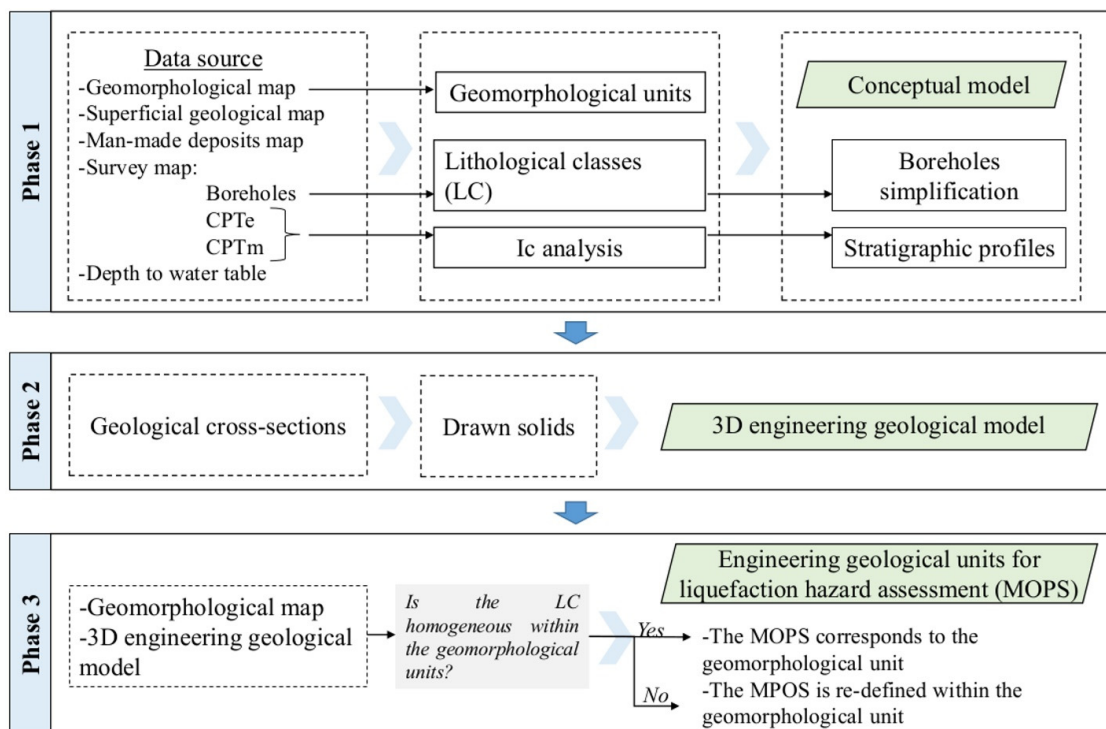 Phase 1
Data source
-Geomorphological map
-Superficial geological map
-Man-made deposits map
-Survey map:
Boreholes
CPTe
CPTm
-Depth to water table
Geomorphological units
Lithological classes
(LC)
Ic analysis
Conceptual model
Boreholes
simplification
Stratigraphic profiles
Phase 2
Geological cross-sections
Drawn solids
3D engineering geological model
Phase 3
-Geomorphological map
-3D engineering geological
model
Is the LC
homogeneous within
the geomorphological
units?
Engineering geological units for
liquefaction hazard assessment (MOPS)
Yes
-The MOPS corresponds to the
geomorphological unit
No
-The MPOS is re-defined within the
geomorphological unit